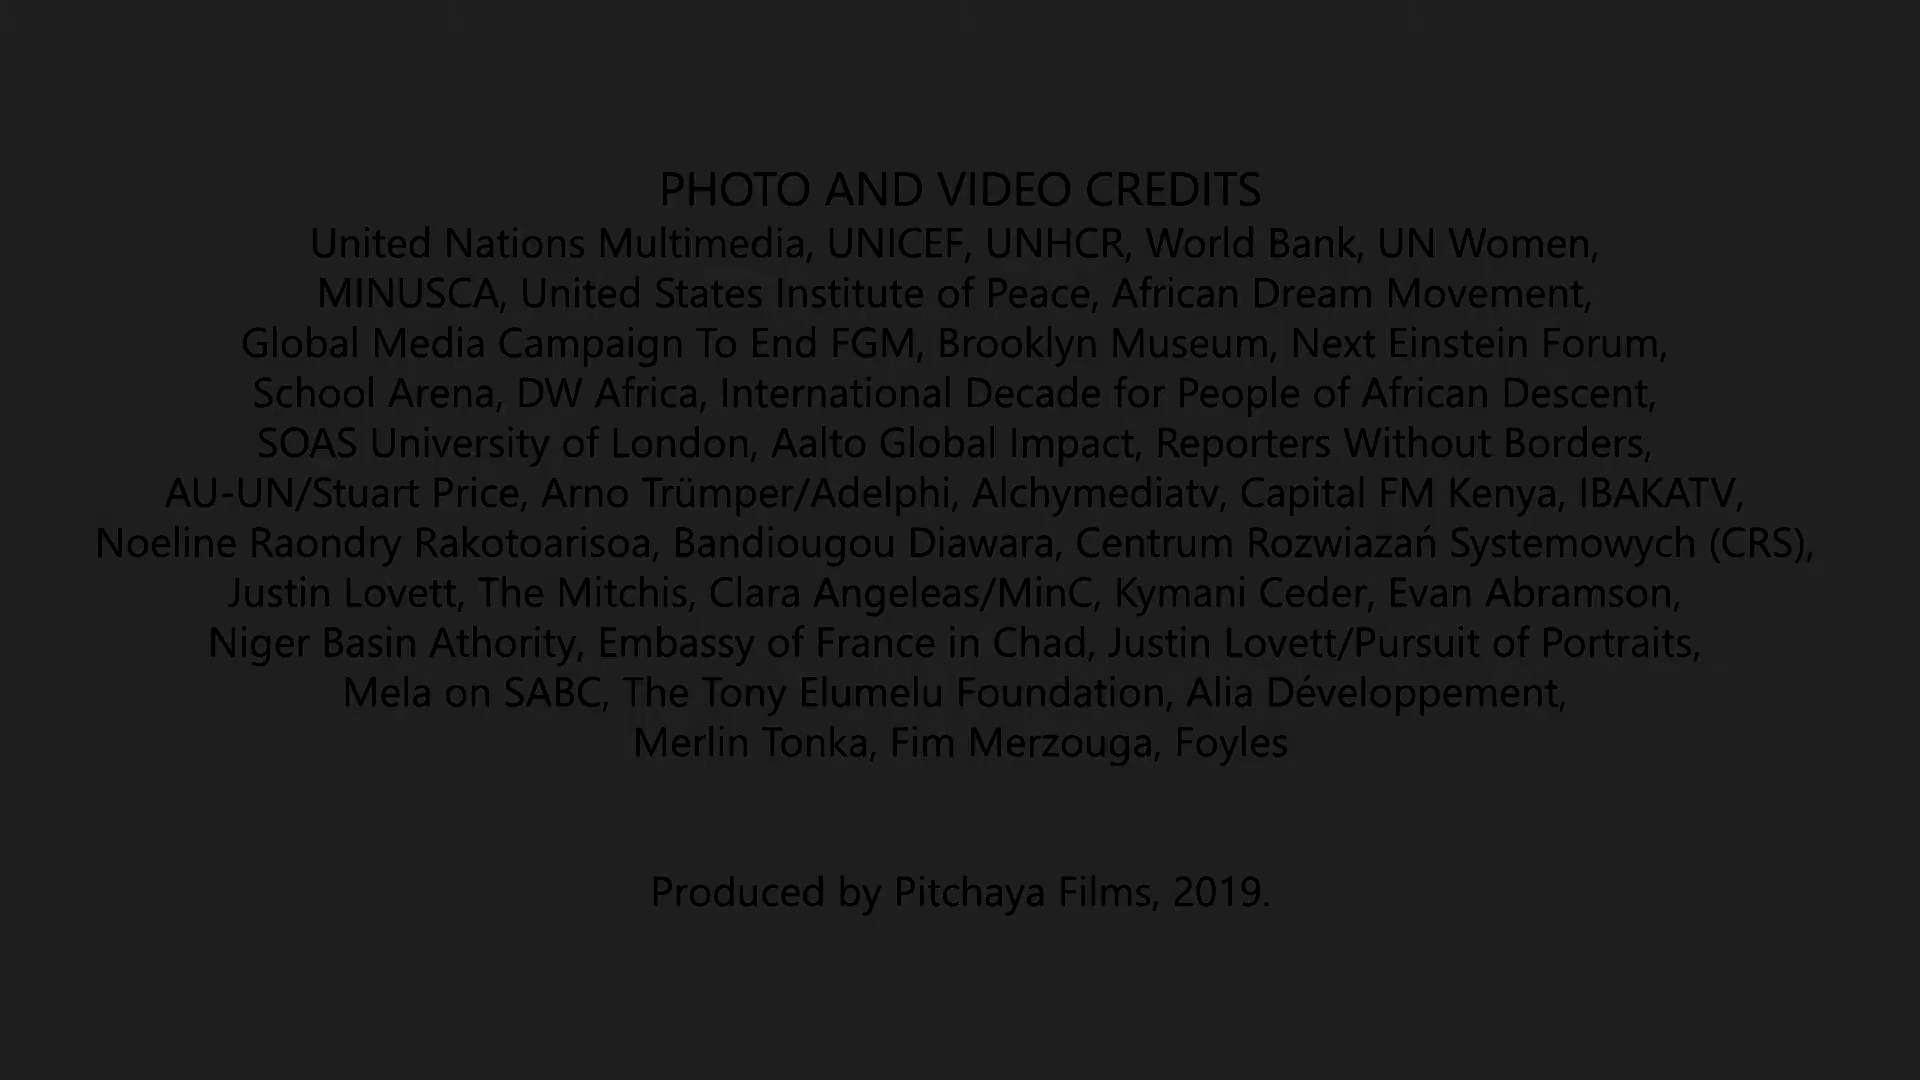 PHOTO AND VIDEO CREDITS
United Nations Multimedia, UNICEF, UNHCR, World Bank, UN Women,
MINUSCA, United States Institute of Peace, African Dream Movement,
Global Media Campaign To End FGM, Brooklyn Museum, Next Einstein Forum,
School Arena, DW Africa, International Decade for People of African Descent,
SOAS University of London, Aalto Global Impact, Reporters Without Borders,
AU-UN/Stuart Price, Arno Trümper/Adelphi, Alchymediatv, Capital FM Kenya, IBAKATV,
Noeline Raondry Rakotoarisoa, Bandiougou Diawara, Centrum Rozwiazań Systemowych (CRS),
Justin Lovett, The Mitchis, Clara Angeleas/MinC, Kymani Ceder, Evan Abramson,
Niger Basin Athority, Embassy of France in Chad, Justin Lovett/Pursuit of Portraits,
Mela on SABC, The Tony Elumelu Foundation, Alia Développement,
Merlin Tonka, Fim Merzouga, Foyles
Produced by Pitchaya Films, 2019.